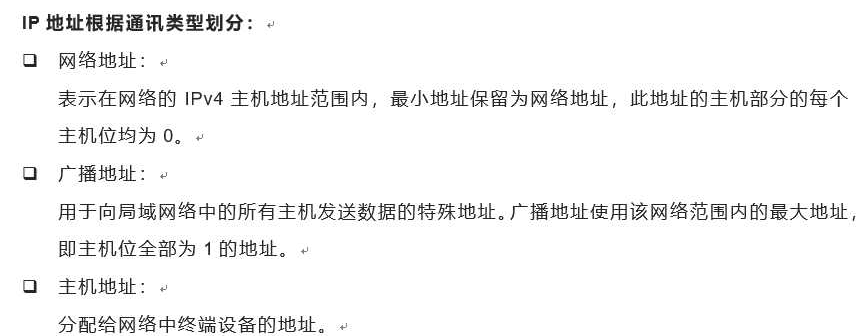 IP 地址根据通讯类型划分：
网络地址：
表示在网络的 IPv4 主机地址范围内，最小地址保留为网络地址，此地址的主机部分的每个
主机位均为 0。
广播地址：
用于向局域网络中的所有主机发送数据的特殊地址。广播地址使用该网络范围内的最大地址，
即主机位全部为 1 的地址。
主机地址：
分配给网络中终端设备的地址。